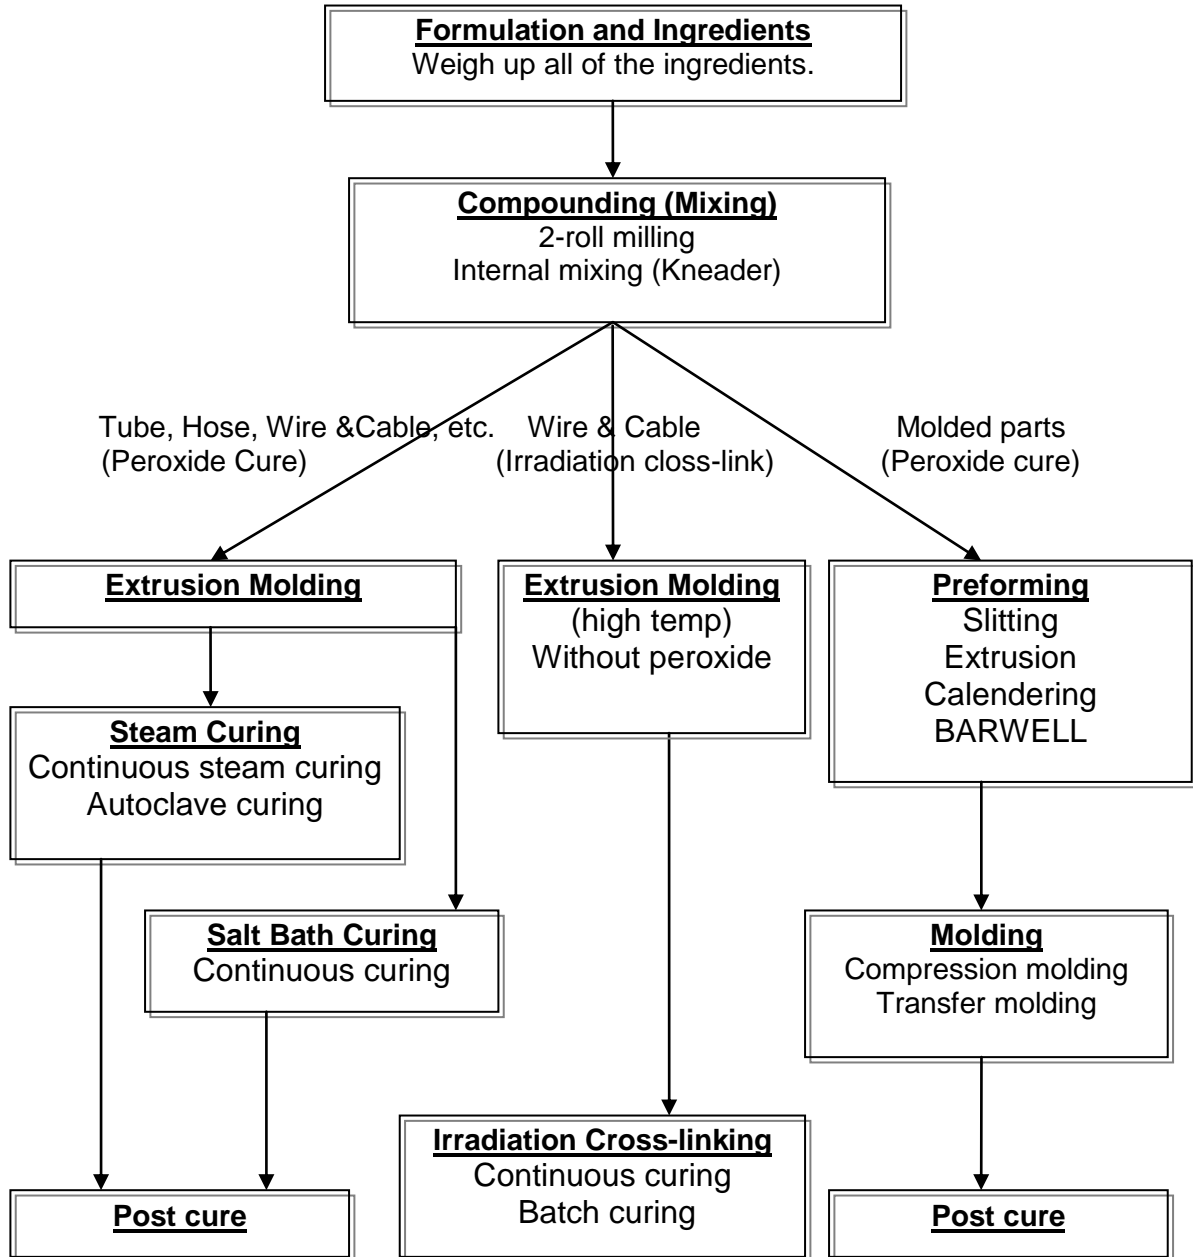 Formulation and Ingredients
Weigh up all of the ingredients.
Compounding (Mixing)
2-roll milling
Internal mixing (Kneader)
Tube, Hose, Wire &Cable, etc.
(Peroxide Cure)
Wire & Cable
(Irradiation closs-link)
Molded parts
(Peroxide cure)
Extrusion Molding
Extrusion Molding
(high temp)
Without peroxide
Preforming
Slitting
Extrusion
Calendering
BARWELL
Steam Curing
Continuous steam curing
Autoclave curing
Salt Bath Curing
Continuous curing
Molding
Compression molding
Transfer molding
Irradiation Cross-linking
Continuous curing
Batch curing
Post cure
Post cure